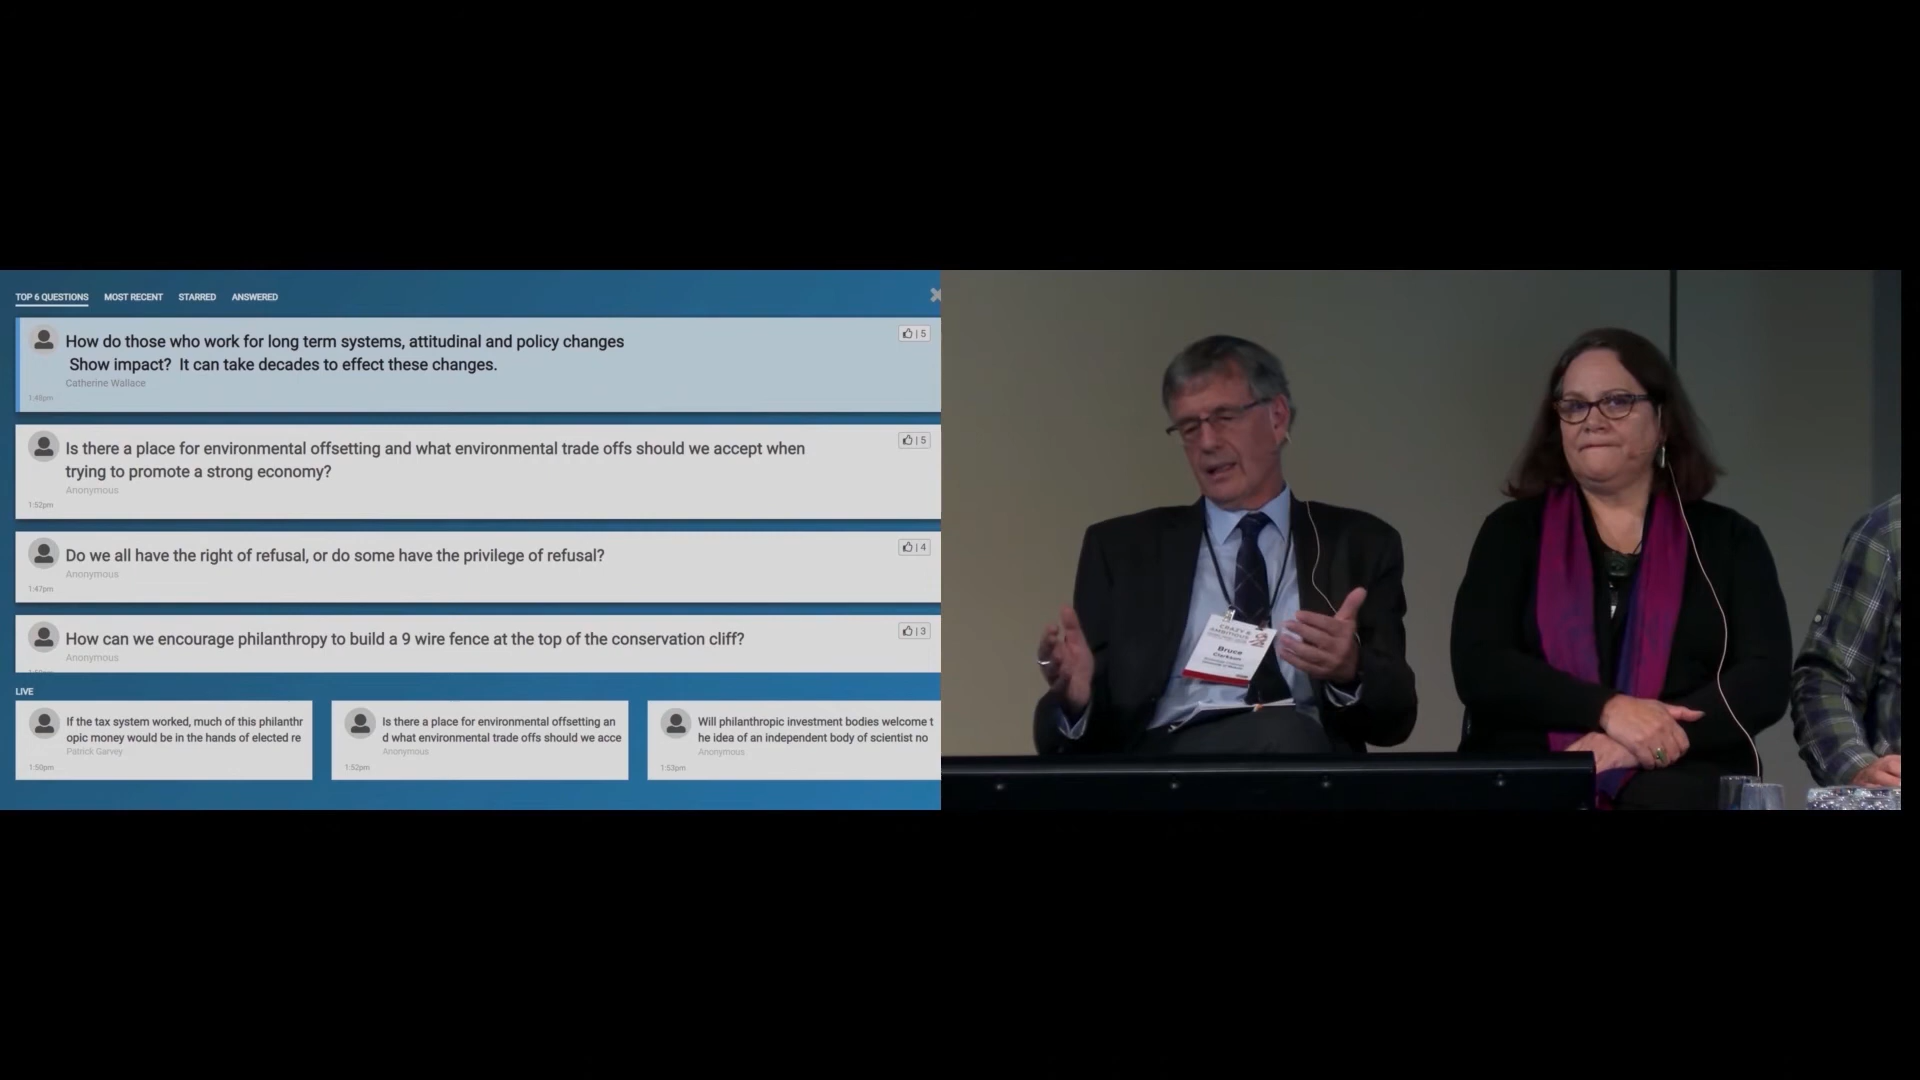 TOP 6 QUESTIONS MOST RECENT STARRED ANSWERED
How do those who work for long term systems, attitudinal and policy changes
Show impact? It can take decades to effect these changes.
Catherine Wallace
1:48pm
5
Is there a place for environmental offsetting and what environmental trade offs should we accept when
trying to promote a strong economy?
Anonymous
1:52pm
5
Do we all have the right of refusal, or do some have the privilege of refusal?
Anonymous
1:47pm
4
How can we encourage philanthropy to build a 9 wire fence at the top of the conservation cliff?
Anonymous
3
LIVE
If the tax system worked, much of this philanthr
opic money would be in the hands of elected re
Patrick Garvey
1:50pm
Is there a place for environmental offsetting an
d what environmental trade offs should we acce
Anonymous
1:52pm
Will philanthropic investment bodies welcome t
he idea of an independent body of scientist no
Anonymous
1:53pm
CRAZY &
AMBITIOUS
Bruce
Clarkson